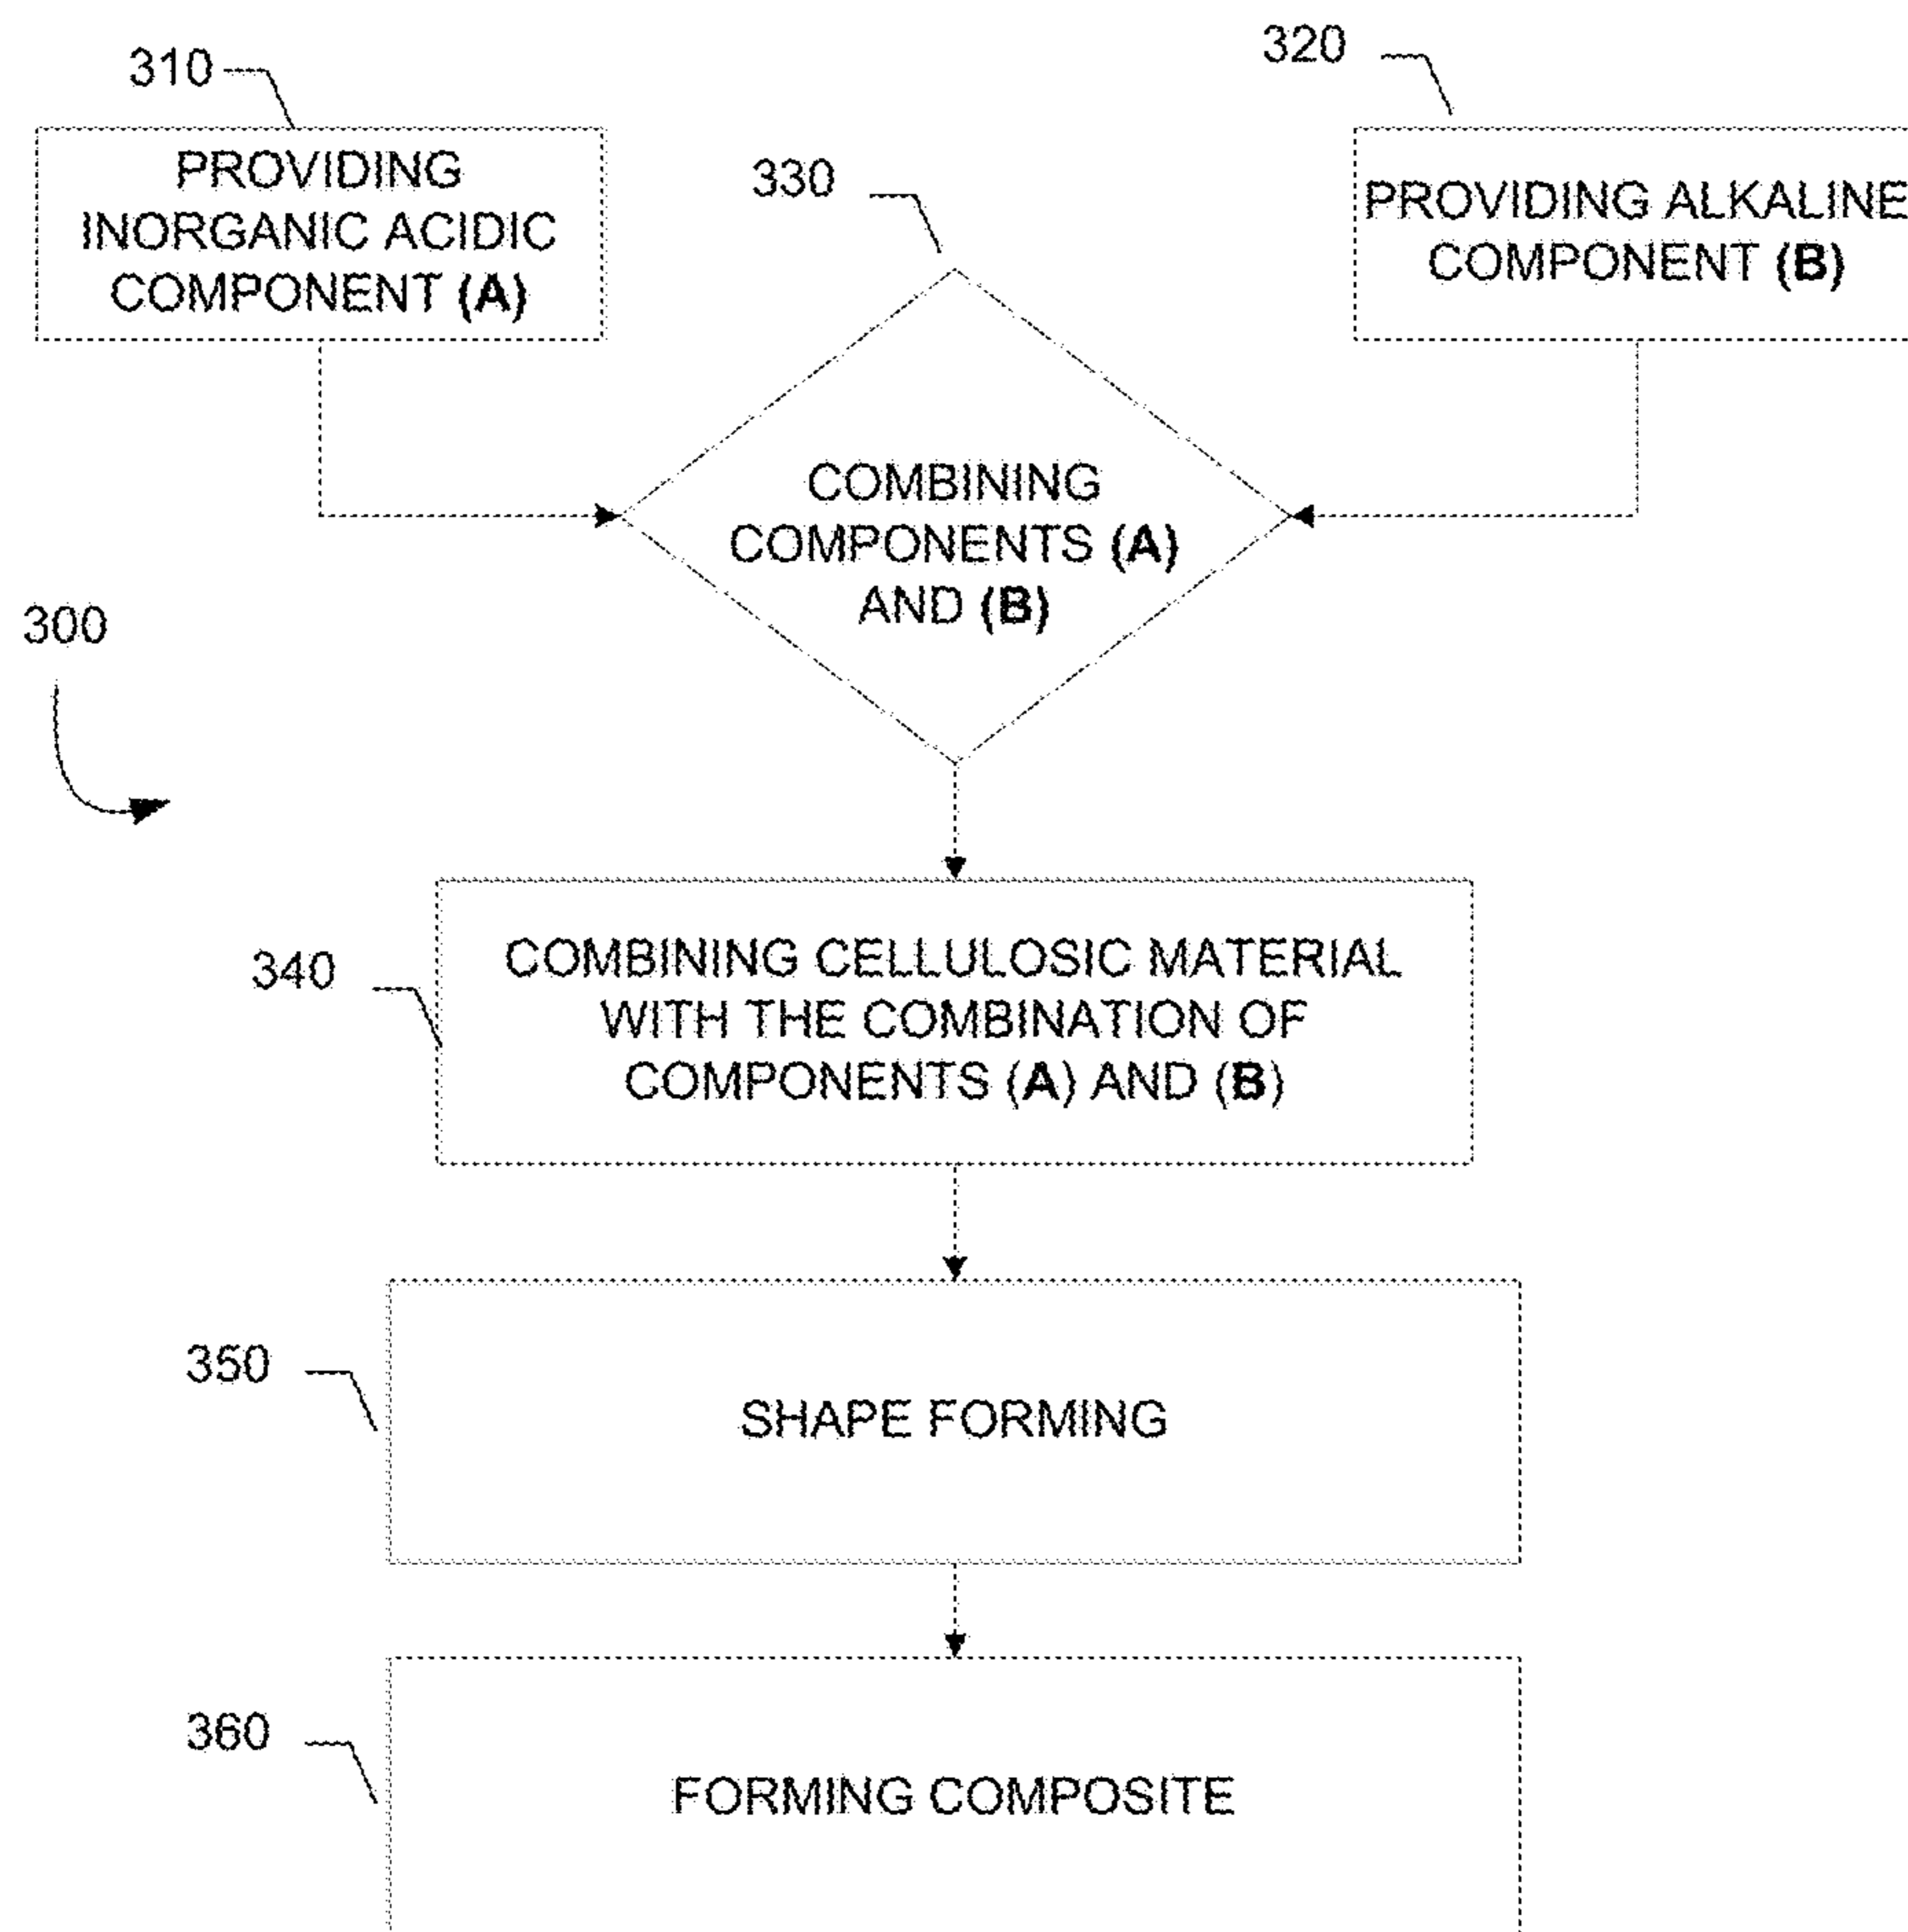 310
PROVIDING
INORGANIC ACIDIC
COMPONENT (A)
320
PROVIDING ALKALINE
COMPONENT (B)
330
COMBINING
COMPONENTS (A)
AND (B)
300
340
COMBINING CELLULOSIC MATERIAL
WITH THE COMBINATION OF
COMPONENTS (A) AND (B)
350
SHAPE FORMING
360
FORMING COMPOSITE